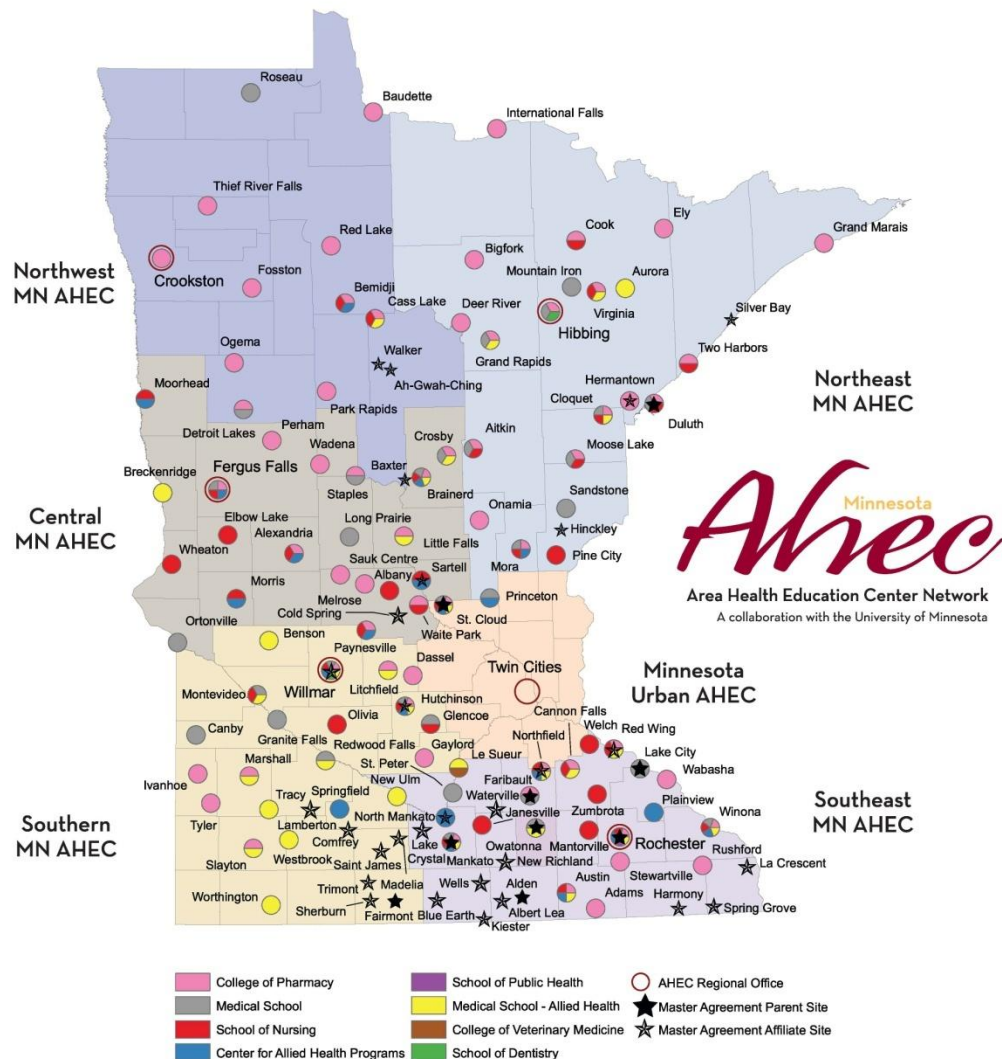 Roseau
Baudette
International Falls
Thief River Falls
Ely
Cook
Grand Marais
Red Lake
Bigfork
Northwest
MN AHEC
Crookston
Fosston
Mountain Iron
Aurora
Bemidji
Cass Lake
Deer River
Virginia
Silver Bay
Hibbing
Ogema
Walker
Grand Rapids
Two Harbors
Moorhead
Ah-Gwah-Ching
Hermantown
Northeast
MN AHEC
Cloquet
Park Rapids
Duluth
Detroit Lakes
Perham
Crosby
Aitkin
Moose Lake
Wadena
Breckenridge
Fergus Falls
Baxter
Staples
Brainerd
Sandstone
Central
MN AHEC
Elbow Lake
Long Prairie
Onamia
Alexandria
Little Falls
Hinckley
Wheaton
Sauk Centre
Sartell
Mora
Pine City
Morris
Albany
Melrose
Princeton
Cold Spring
St. Cloud
Ortonville
Waite Park
Minnesota
Ahec
Area Health Education Center Network
A collaboration with the University of Minnesota
Benson
Paynesville
Dassel
Twin Cities
Minnesota
Urban AHEC
Willmar
Litchfield
Montevideo
Hutchinson
Cannon Falls
Olivia
Glencoe
Northfield
Welch
Red Wing
Canby
Granite Falls
Redwood Falls
Gaylord
Le Sueur
Lake City
Marshall
St. Peter
Faribault
Wabasha
Ivanhoe
New Ulm
Waterville
Springfield
Janesville
Zumbrota
Plainview
Tracy
North Mankato
Winona
Southeast
MN AHEC
Southern
MN AHEC
Tyler
Lamberton
Comfrey
Lake
Crystal
Owatonna
Mantorville
Rochester
Rushford
Slayton
Westbrook
Saint James
Mankato
New Richland
Stewartville
La Crescent
Trimont
Madelia
Wells
Alden
Austin
Adams
Harmony
Worthington
Sherburn
Fairmont
Blue Earth
Albert Lea
Spring Grove
Kiester
College of Pharmacy
Medical School
School of Nursing
Center for Allied Health Programs
School of Public Health
Medical School - Allied Health
College of Veterinary Medicine
School of Dentistry
AHEC Regional Office
Master Agreement Parent Site
Master Agreement Affiliate Site